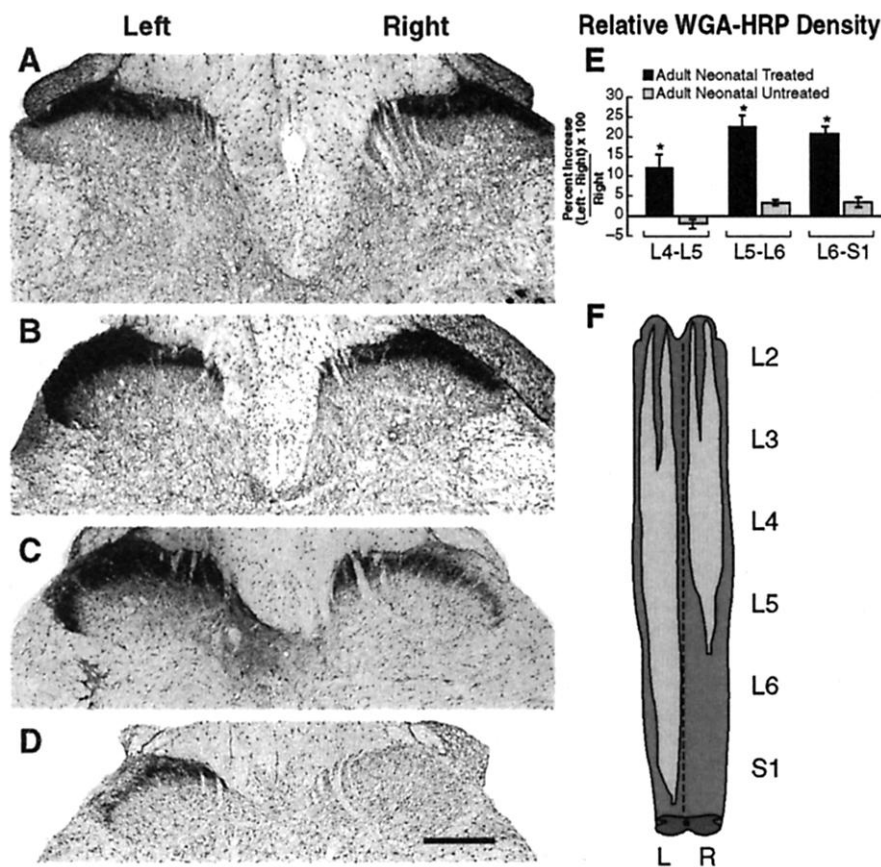 Left
Right
Relative WGA-HRP Density
A
B
C
D
E
Adult Neonatal Treated
Adult Neonatal Untreated
Percent Increase
(Left - Right) x 100
Right
25
20
15
10
5
0
–5
*
*
*
L4-L5
L5-L6
L6-S1
F
L2
L3
L4
L5
L6
S1
L
R